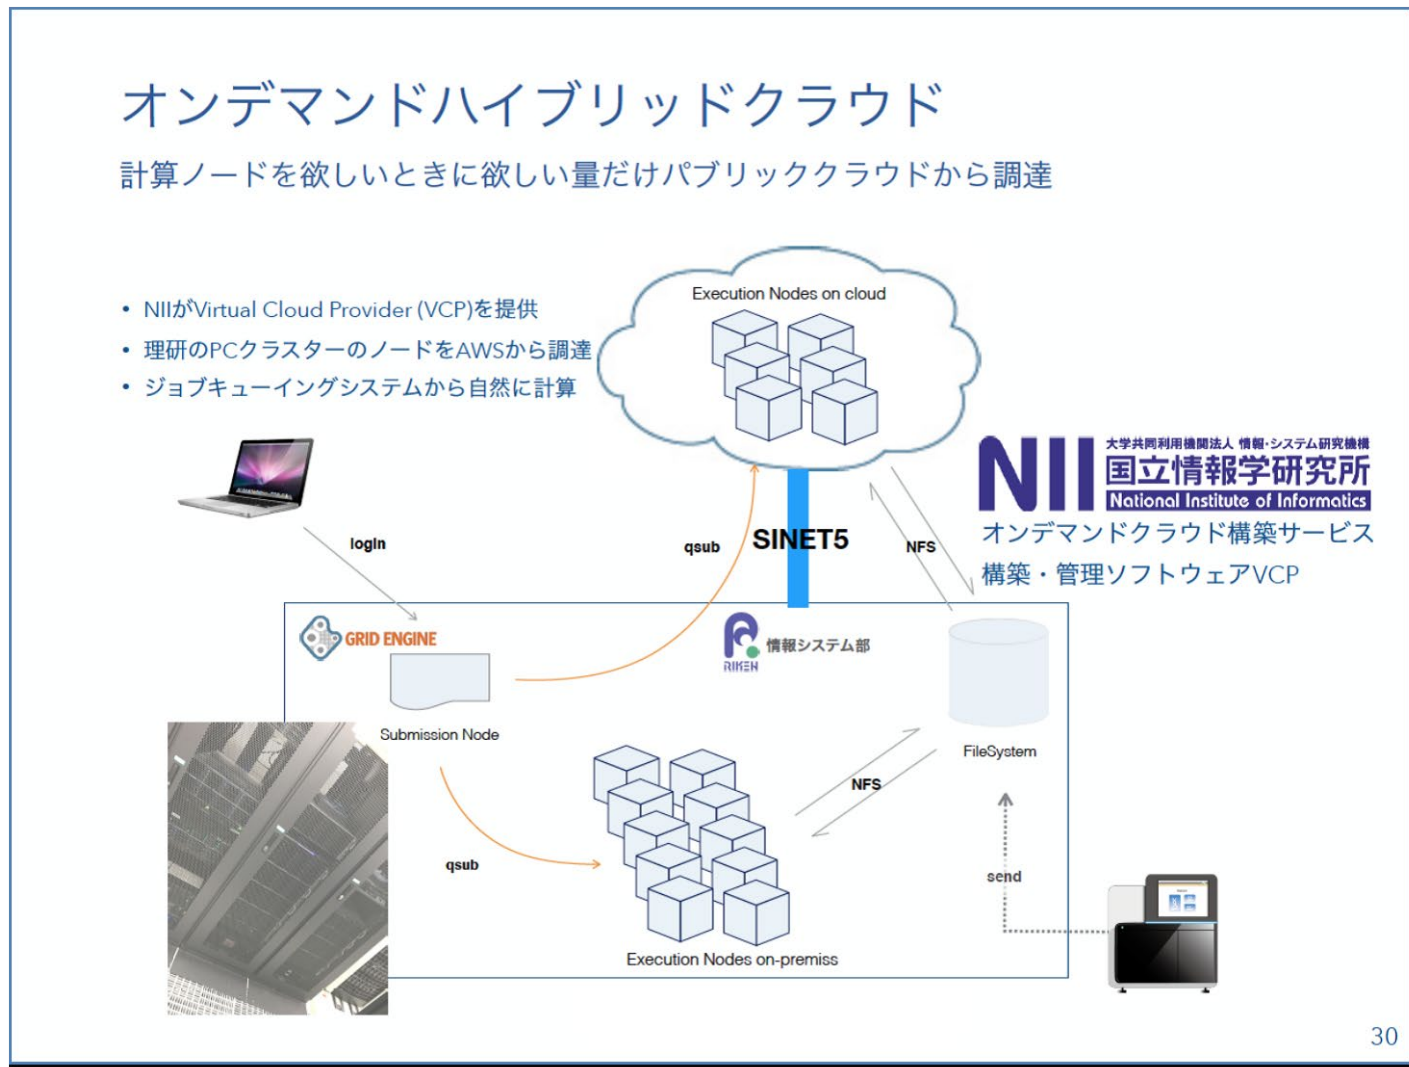 オンデマンドハイブリッドクラウド
計算ノードを欲しいときに欲しい量だけパブリッククラウドから調達
• NIIがVirtual Cloud Provider (VCP)を提供
• 理研のPCクラスターのノードをAWSから調達
• ジョブキューイングシステムから自然に計算
Execution Nodes on cloud
NII
大学共同利用機関法人 情報・システム研究機構
国立情報学研究所
National Institute of Informatics
オンデマンドクラウド構築サービス
構築・管理ソフトウェアVCP
login
qsub
SINET5
NFS
GRID ENGINE
RIKEN
情報システム部
Submission Node
FileSystem
NFS
qsub
send
Execution Nodes on-premiss
30